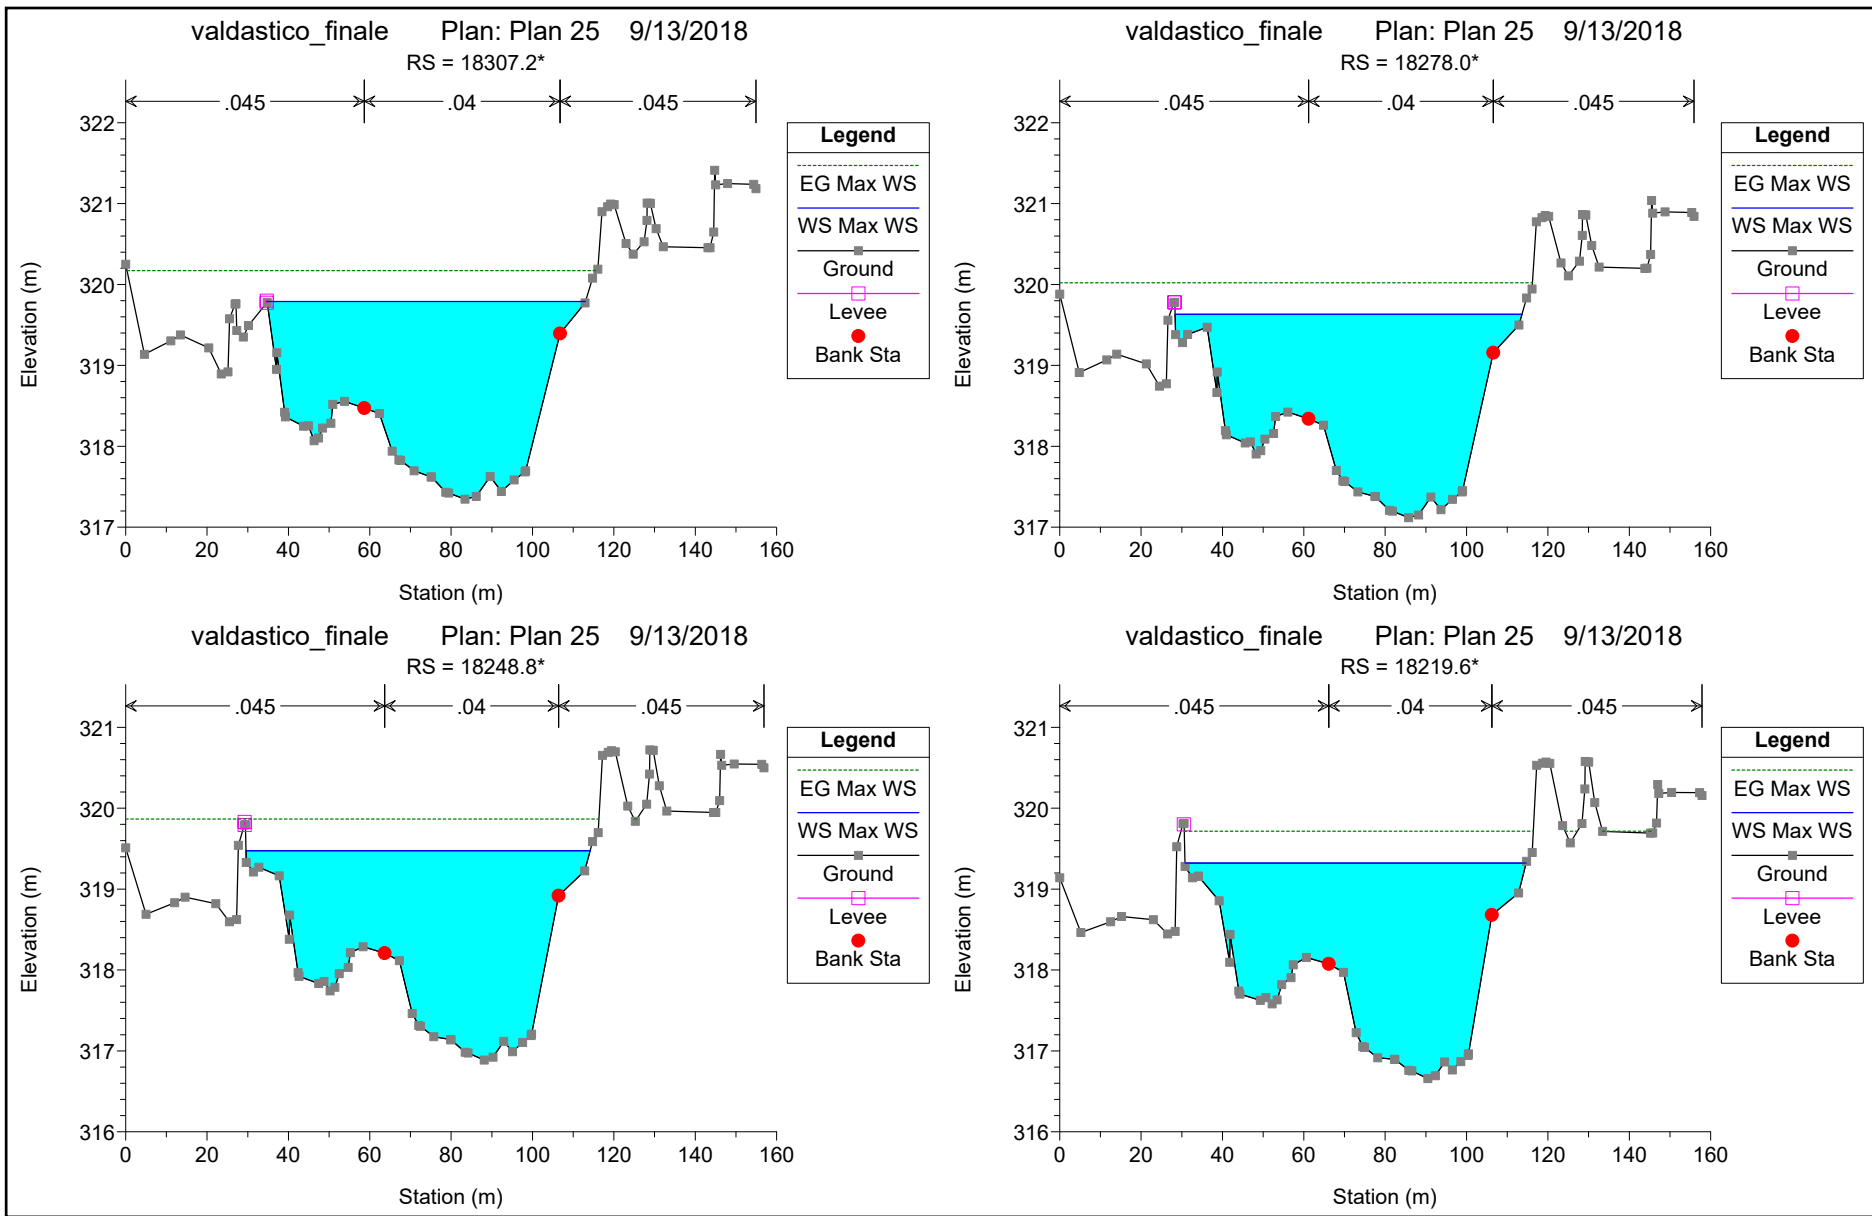 valdastico_finale Plan: Plan 25 9/13/2018
RS = 18307.2*
.045 .04 .045
322
321
320
319
318
317
0 20 40 60 80 100 120 140 160
Elevation (m)
Station (m)
Legend
EG Max WS
WS Max WS
Ground
Levee
Bank Sta
valdastico_finale Plan: Plan 25 9/13/2018
RS = 18278.0*
.045 .04 .045
322
321
320
319
318
317
0 20 40 60 80 100 120 140 160
Elevation (m)
Station (m)
Legend
EG Max WS
WS Max WS
Ground
Levee
Bank Sta
valdastico_finale Plan: Plan 25 9/13/2018
RS = 18248.8*
.045 .04 .045
321
320
319
318
317
316
0 20 40 60 80 100 120 140 160
Elevation (m)
Station (m)
Legend
EG Max WS
WS Max WS
Ground
Levee
Bank Sta
valdastico_finale Plan: Plan 25 9/13/2018
RS = 18219.6*
.045 .04 .045
321
320
319
318
317
316
0 20 40 60 80 100 120 140 160
Elevation (m)
Station (m)
Legend
EG Max WS
WS Max WS
Ground
Levee
Bank Sta